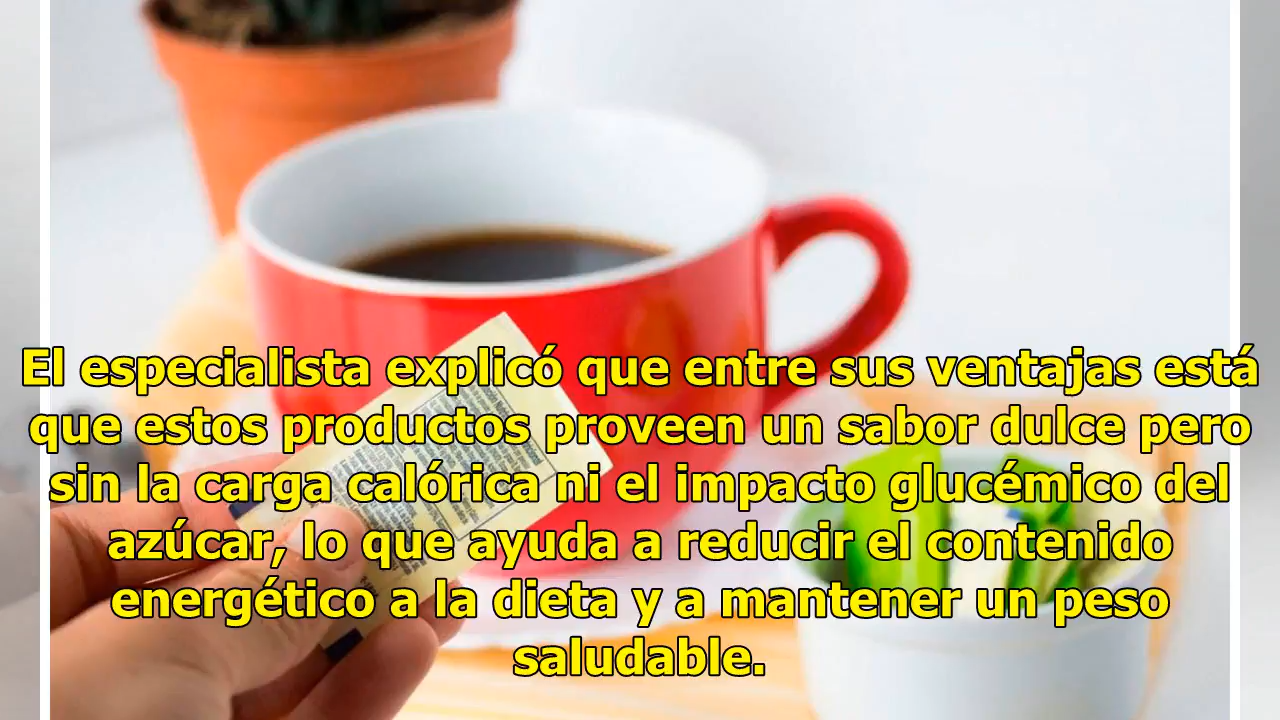 El especialista explicó que entre sus ventajas está
que estos productos proveen un sabor dulce pero
sin la carga calórica ni el impacto glucémico del
azúcar, lo que ayuda a reducir el contenido
energético a la dieta y a mantener un peso
saludable.